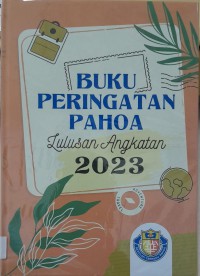 BUKU
PERINGATAN
PAHOA
Lulusan Angkatan
2023